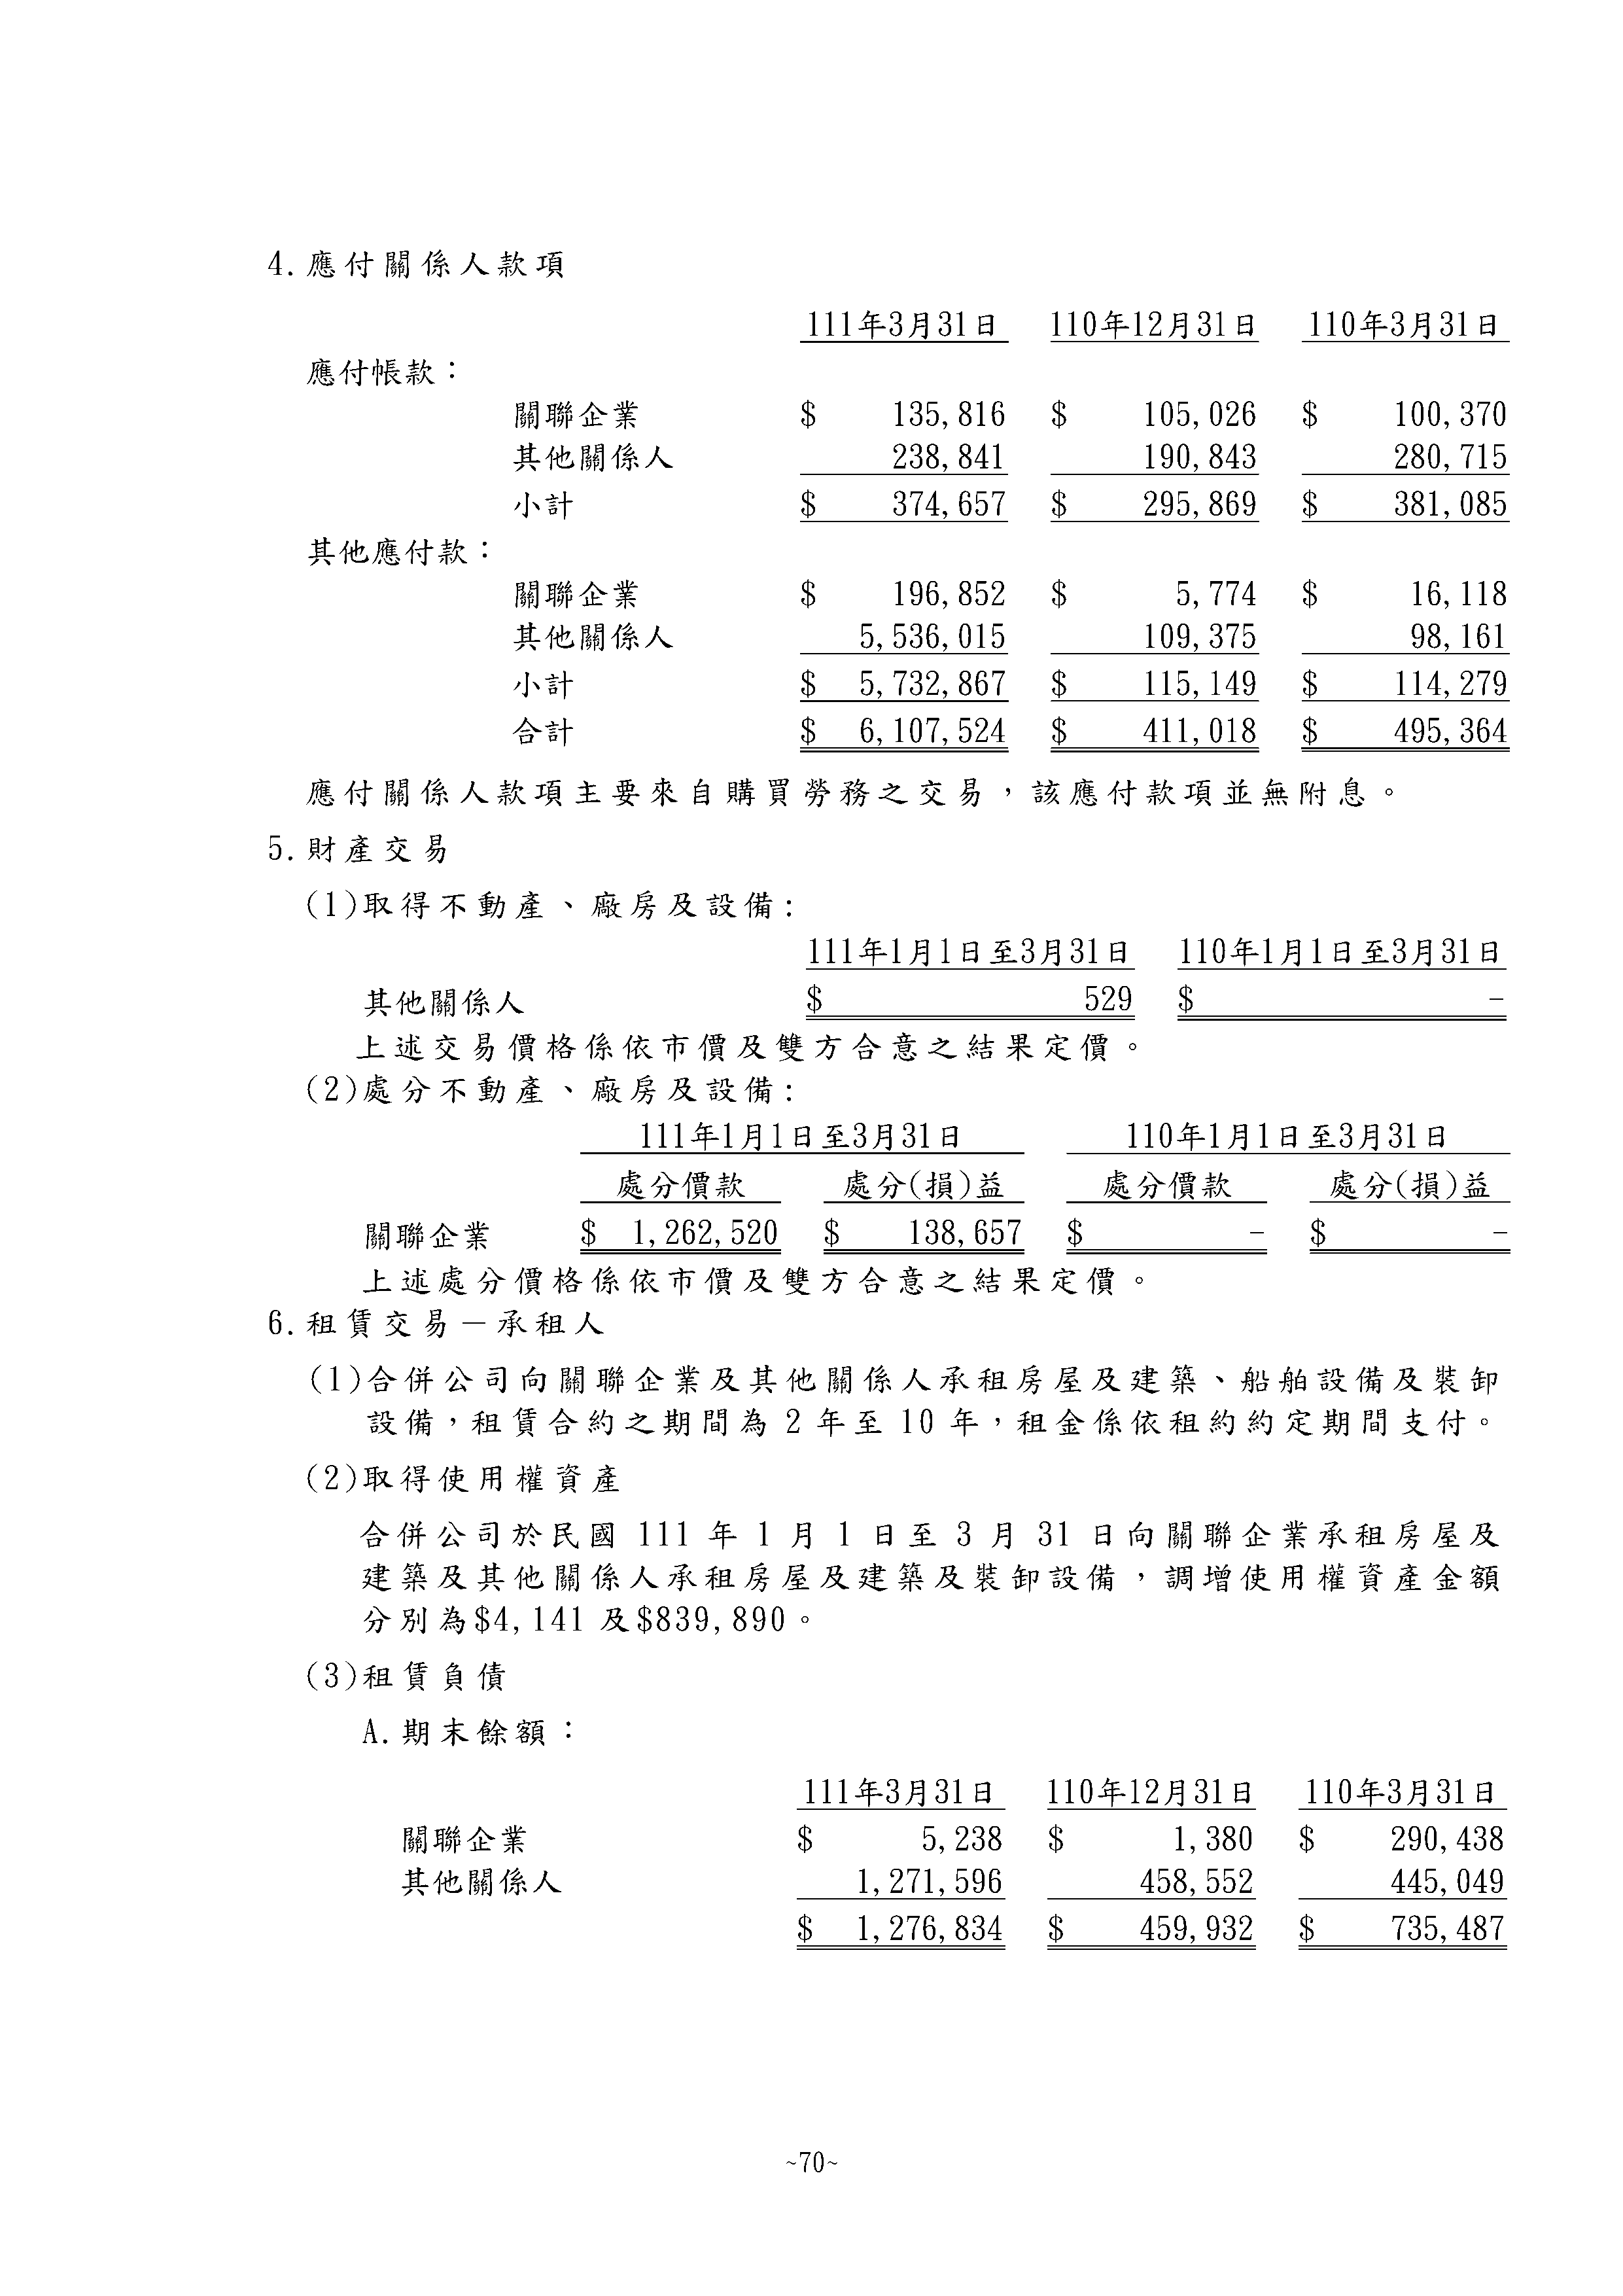 4.應付關係人款項
111年3月31日 110年12月31日 110年3月31日
應付帳款：
關聯企業 $ 135,816 $ 105,026 $ 100,370
其他關係人 238,841 190,843 280,715
小計 $ 374,657 $ 295,869 $ 381,085
其他應付款：
關聯企業 $ 196,852 $ 5,774 $ 16,118
其他關係人 5,536,015 109,375 98,161
小計 $ 5,732,867 $ 115,149 $ 114,279
合計 $ 6,107,524 $ 411,018 $ 495,364
應付關係人款項主要來自購買勞務之交易，該應付款項並無附息。
5.財產交易
(1)取得不動產、廠房及設備:
111年1月1日至3月31日 110年1月1日至3月31日
其他關係人 $ 529 $ -
上述交易價格係依市價及雙方合意之結果定價。
(2)處分不動產、廠房及設備:
111年1月1日至3月31日 110年1月1日至3月31日
處分價款 處分(損)益 處分價款 處分(損)益
關聯企業 $ 1,262,520 $ 138,657 $ - $ -
上述處分價格係依市價及雙方合意之結果定價。
6.租賃交易－承租人
(1)合併公司向關聯企業及其他關係人承租房屋及建築、船舶設備及裝卸
設備，租賃合約之期間為 2 年至 10 年，租金係依租約約定期間支付。
(2)取得使用權資產
合併公司於民國 111 年 1 月 1 日至 3 月 31 日向關聯企業承租房屋及
建築及其他關係人承租房屋及建築及裝卸設備，調增使用權資產金額
分別為$4,141 及$839,890。
(3)租賃負債
A.期末餘額：
111年3月31日 110年12月31日 110年3月31日
關聯企業 $ 5,238 $ 1,380 $ 290,438
其他關係人 1,271,596 458,552 445,049
$ 1,276,834 $ 459,932 $ 735,487
~70~